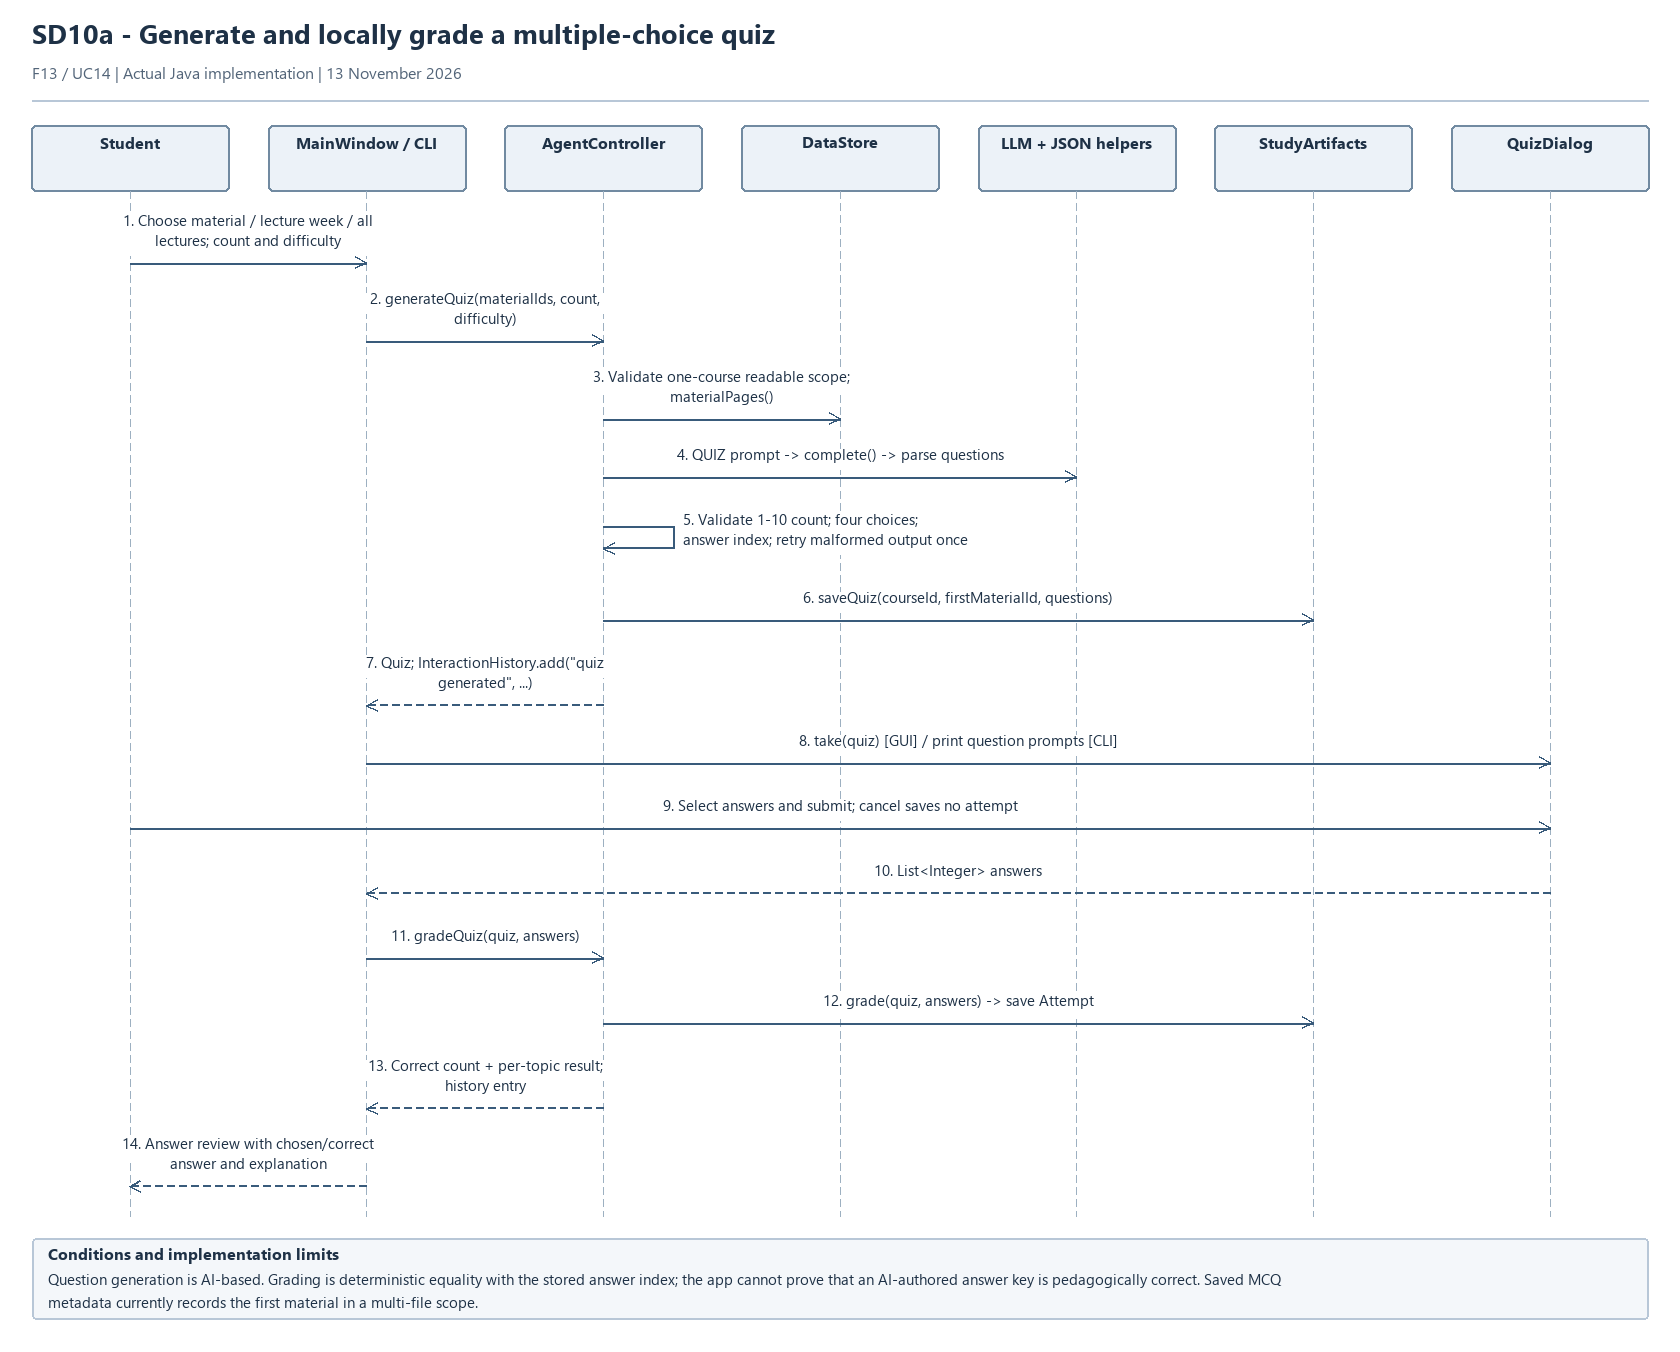 SD10a - Generate and locally grade a multiple-choice quiz
F13 / UC14 | Actual Java implementation | 13 November 2026
Student
MainWindow / CLI
AgentController
DataStore
LLM + JSON helpers
StudyArtifacts
QuizDialog
1. Choose material / lecture week / all
lectures; count and difficulty
2. generateQuiz(materialIds, count,
difficulty)
3. Validate one-course readable scope;
materialPages()
4. QUIZ prompt -> complete() -> parse questions
5. Validate 1-10 count; four choices;
answer index; retry malformed output once
6. saveQuiz(courseId, firstMaterialId, questions)
7. Quiz; InteractionHistory.add("quiz
generated", ...)
8. take(quiz) [GUI] / print question prompts [CLI]
9. Select answers and submit; cancel saves no attempt
10. List<Integer> answers
11. gradeQuiz(quiz, answers)
12. grade(quiz, answers) -> save Attempt
13. Correct count + per-topic result;
history entry
14. Answer review with chosen/correct
answer and explanation
Conditions and implementation limits
Question generation is AI-based. Grading is deterministic equality with the stored answer index; the app cannot prove that an AI-authored answer key is pedagogically correct. Saved MCQ
metadata currently records the first material in a multi-file scope.